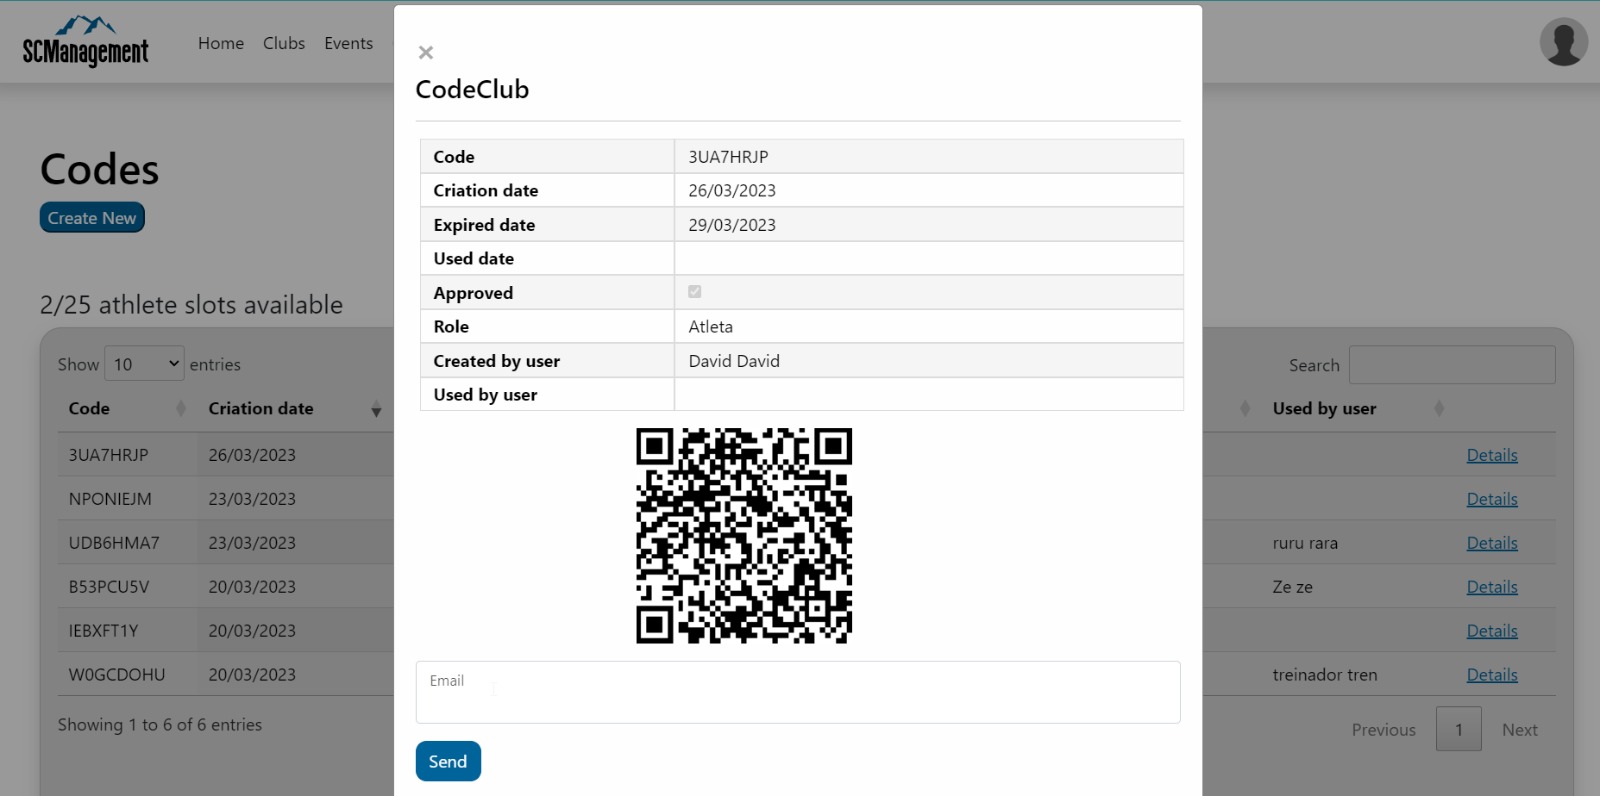 SCManagement
Home Clubs Events
CodeClub
Code 3UA7HRJP
Criation date 26/03/2023
Expired date 29/03/2023
Used date
Approved
Role Atleta
Created by user David David
Used by user
Email
Send
Codes
Create New
2/25 athlete slots available
Show 10 entries
Search
Code Criation date Used by user
3UA7HRJP 26/03/2023 Details
NPONIEJM 23/03/2023 Details
UDB6HMA7 23/03/2023 ruru rara Details
B53PCU5V 20/03/2023 Ze ze Details
IEBXFT1Y 20/03/2023 Details
W0GCDOHU 20/03/2023 treinador tren Details
Showing 1 to 6 of 6 entries
Previous 1 Next